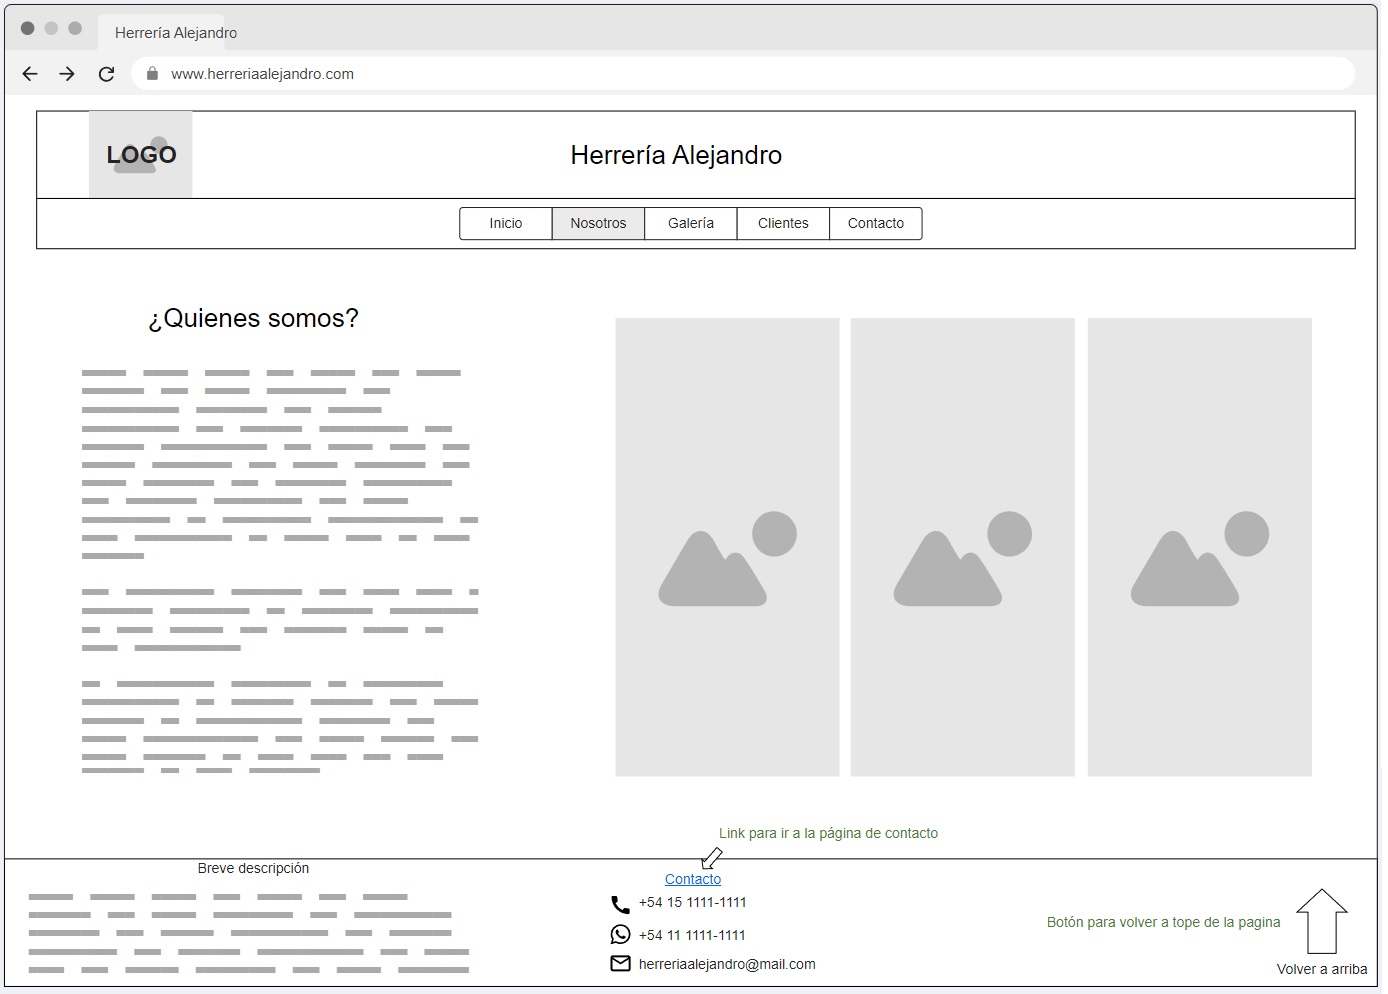 Herrería Alejandro
www.herreriaalejandro.com
LOGO
Herrería Alejandro
Inicio
Nosotros
Galería
Clientes
Contacto
¿Quienes somos?
Link para ir a la página de contacto
Breve descripción
Contacto
+54 15 1111-1111
+54 11 1111-1111
herreriaalejandro@mail.com
Botón para volver a tope de la pagina
Volver a arriba